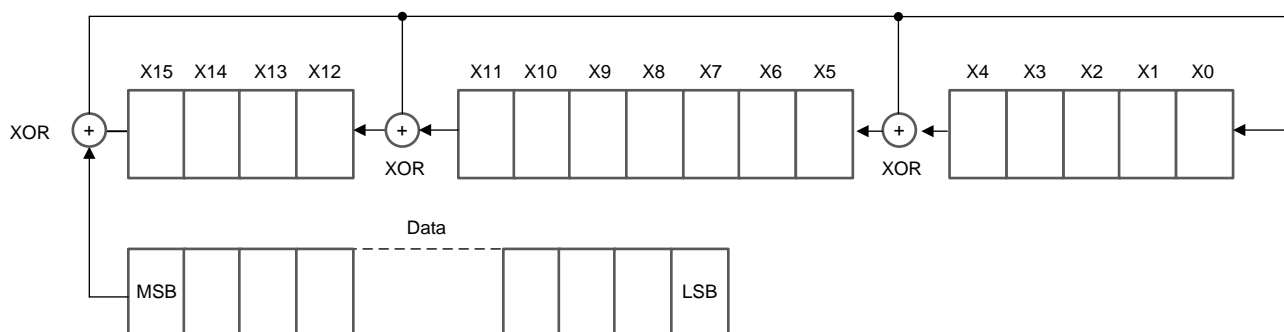 X15 X14 X13 X12 X11 X10 X9 X8 X7 X6 X5 X4 X3 X2 X1 X0
XOR + + +
XOR XOR
Data
MSB LSB